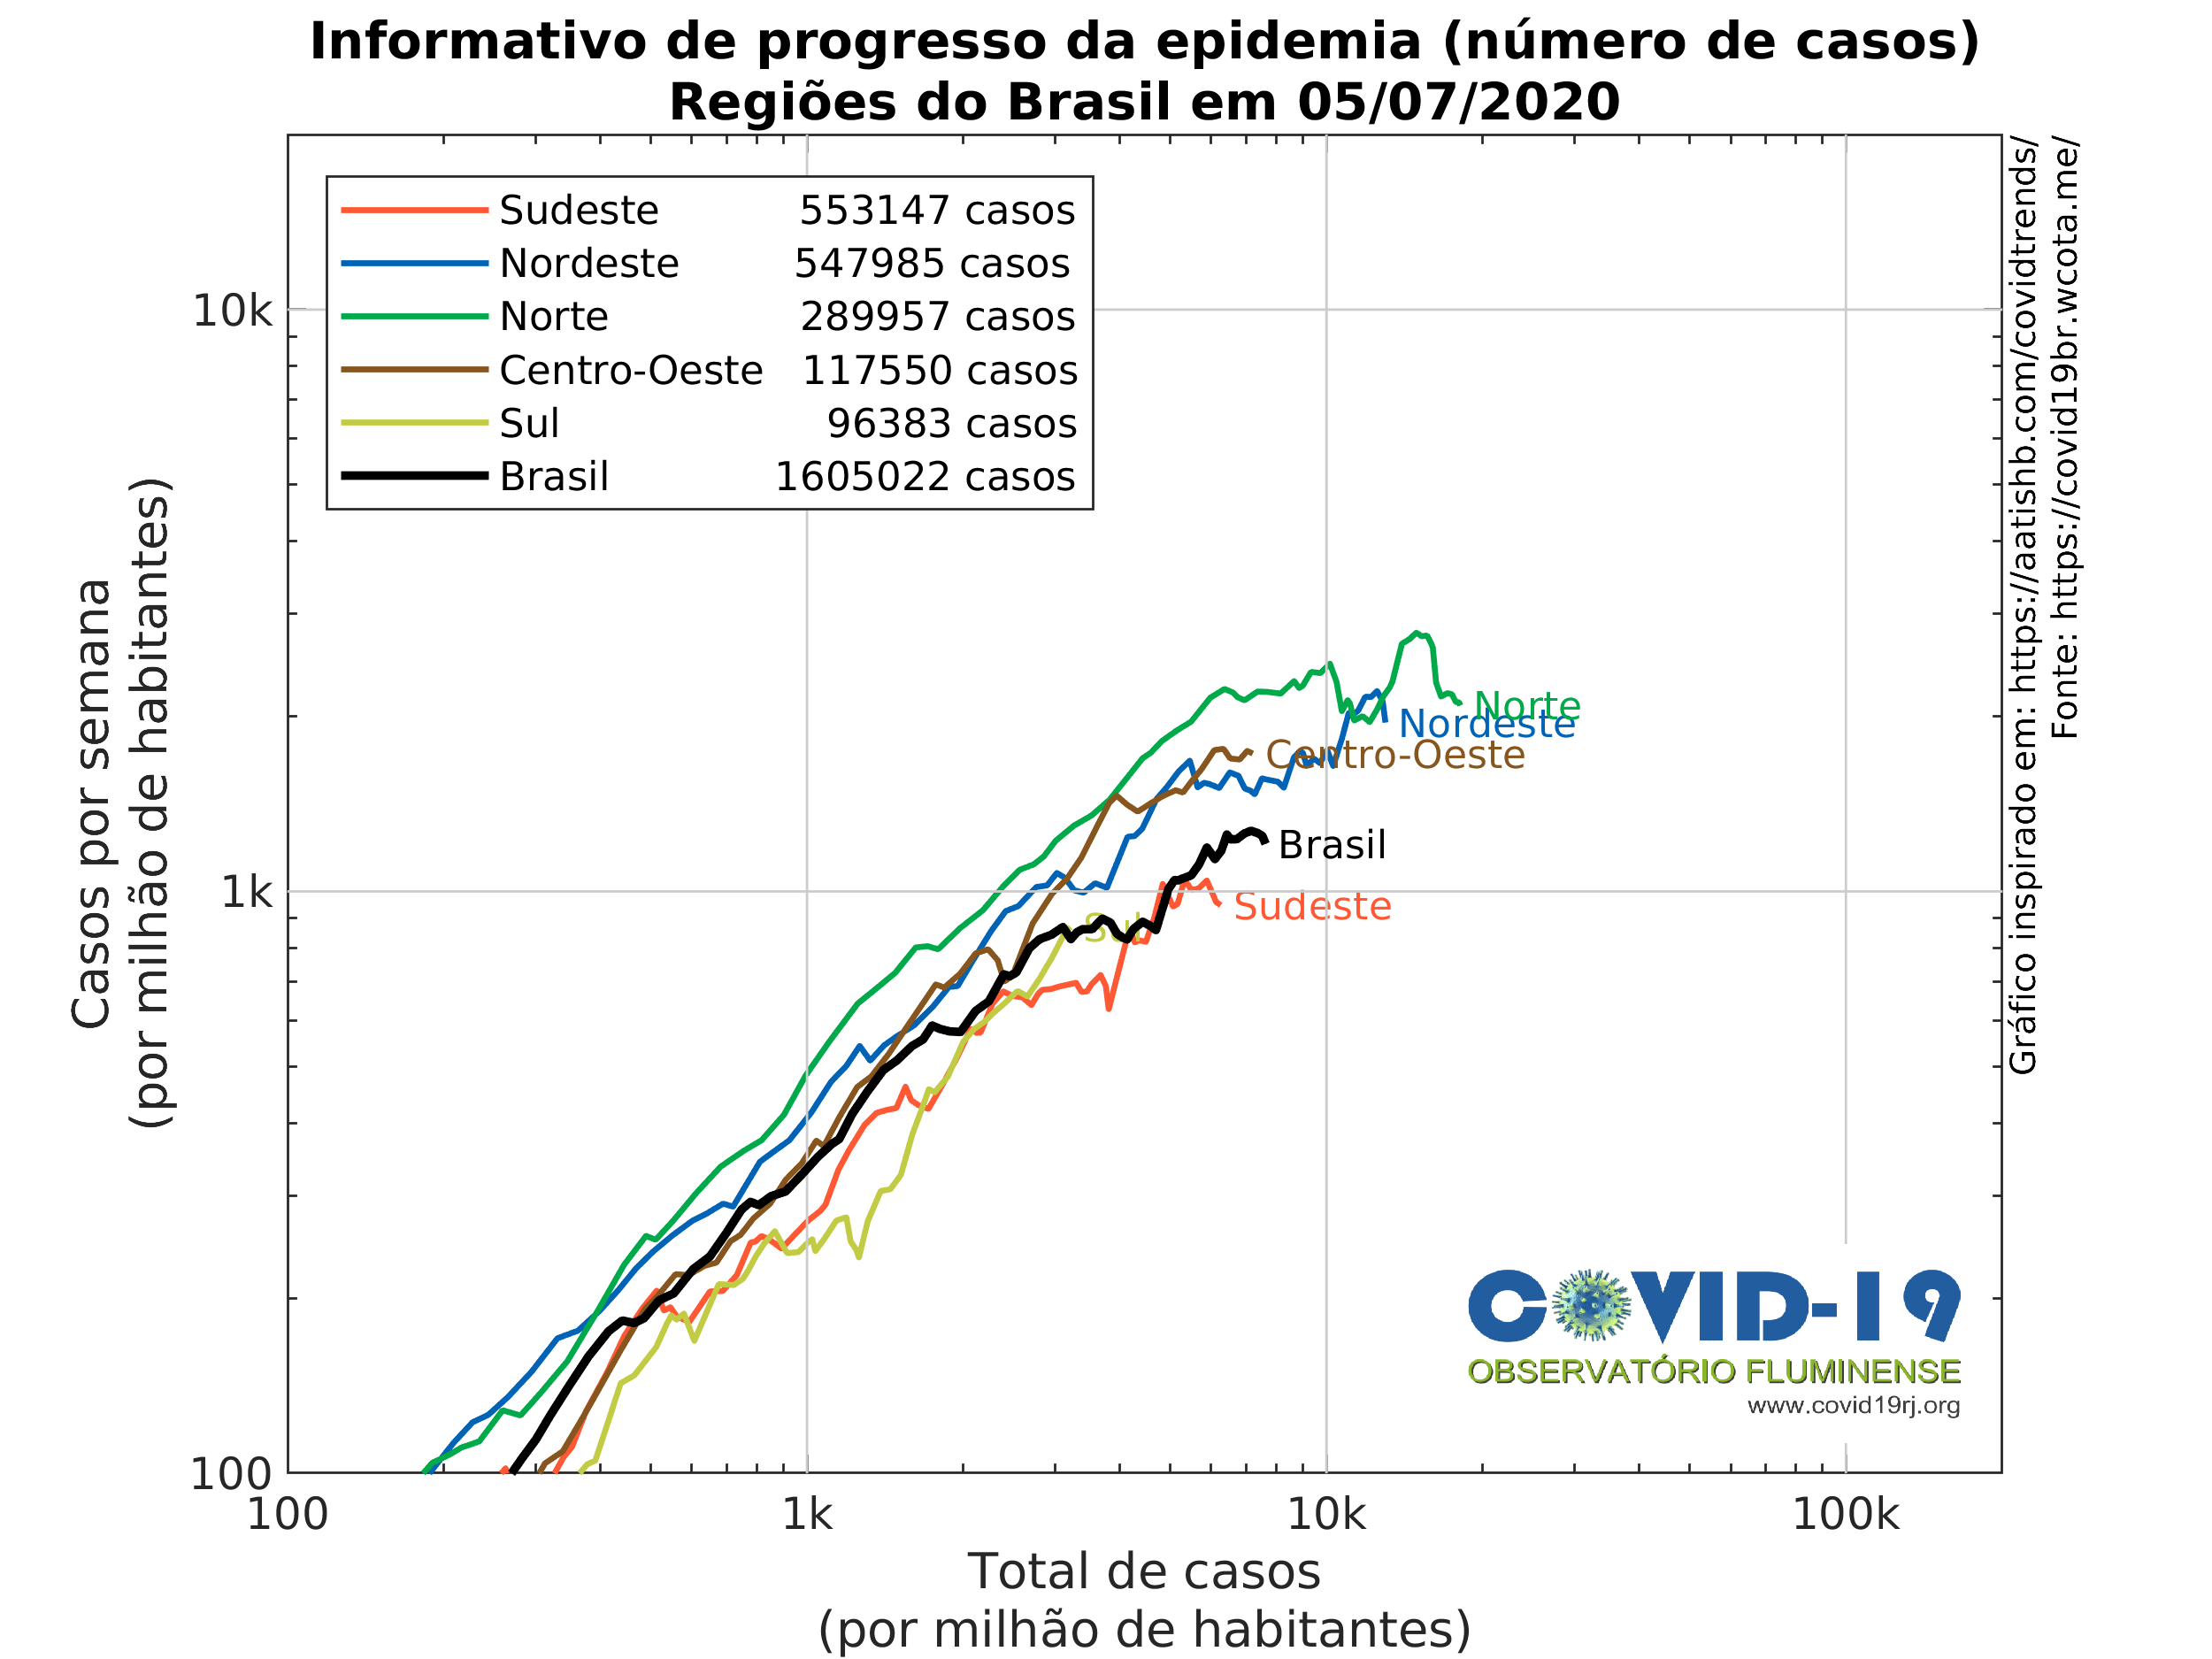 Informativo de progresso da epidemia (número de casos)
Regiões do Brasil em 05/07/2020
Sudeste 553147 casos
Nordeste 547985 casos
Norte 289957 casos
Centro-Oeste 117550 casos
Sul 96383 casos
Brasil 1605022 casos
10k
1k
100
Casos por semana
(por milhão de habitantes)
Norte
Nordeste
Centro-Oeste
Brasil
Sudeste
Sul
Gráfico inspirado em: https://aatishb.com/covidtrends/
Fonte: https://covid19br.wcota.me/
COVID-19
OBSERVATÓRIO FLUMINENSE
www.covid19rj.org
100
1k
10k
100k
Total de casos
(por milhão de habitantes)